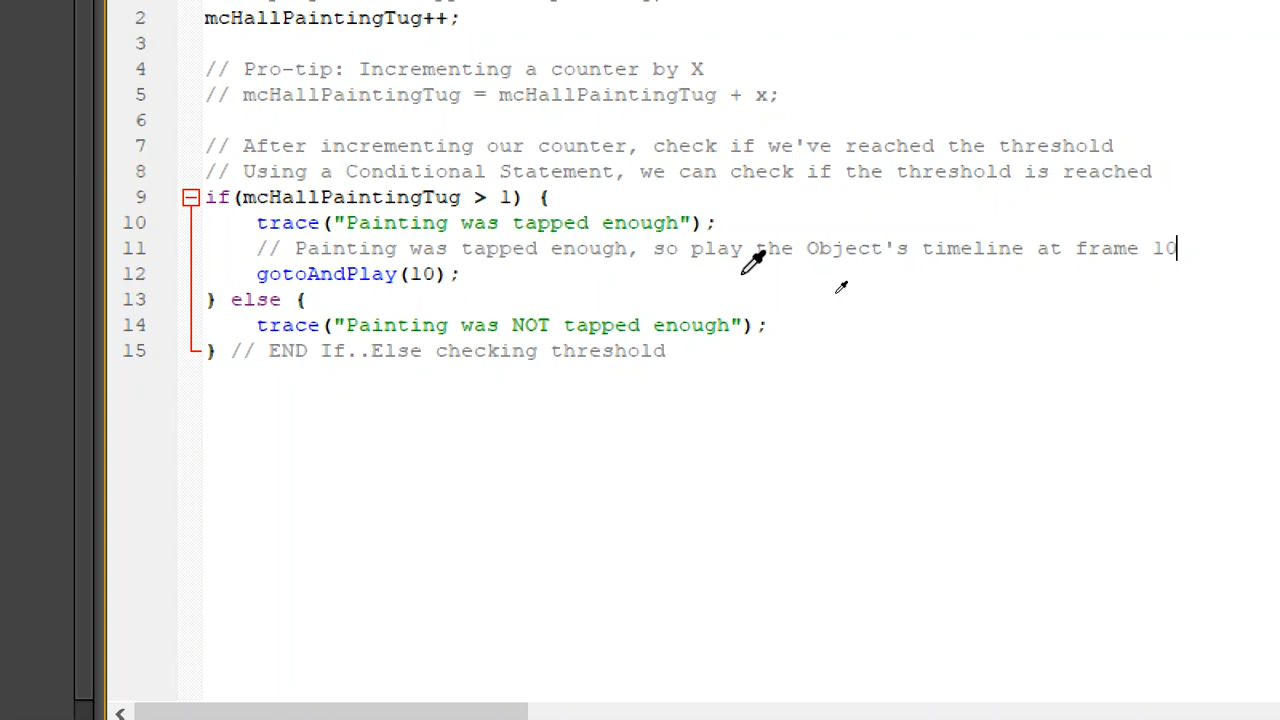 2 mcHallPaintingTug++;
3
4 // Pro-tip: Incrementing a counter by X
5 // mcHallPaintingTug = mcHallPaintingTug + x;
6
7 // After incrementing our counter, check if we've reached the threshold
8 // Using a Conditional Statement, we can check if the threshold is reached
9 if(mcHallPaintingTug > 1) {
10 trace("Painting was tapped enough");
11 // Painting was tapped enough, so play the Object's timeline at frame 10
12 gotoAndPlay(10);
13 } else {
14 trace("Painting was NOT tapped enough");
15 } // END If..Else checking threshold